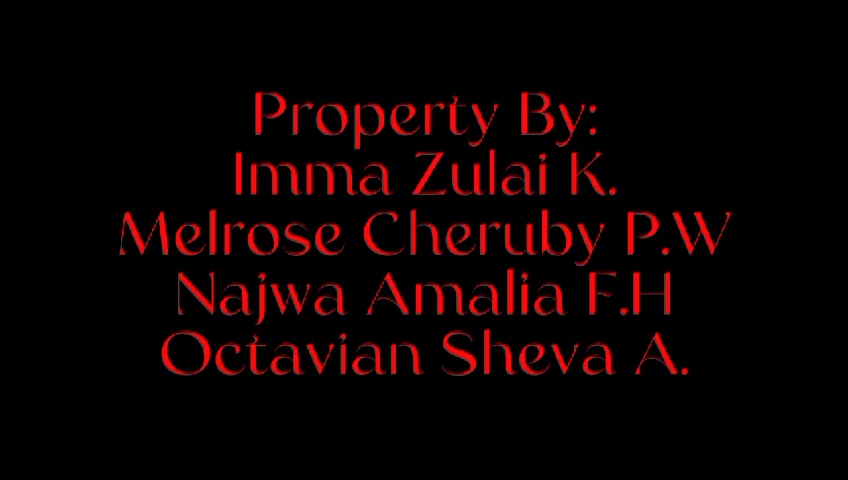 Property By:
Imma Zulai K.
Melrose Cheruby P.W
Najwa Amalia F.H
Octavian Sheva A.